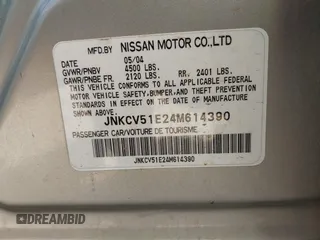 MFD.BY NISSAN MOTOR CO.,LTD
05/04
GVWR/PNBV 4500 LBS.
GAWR/PNBE FR. 2120 LBS. RR. 2401 LBS.
THIS VEHICLE CONFORMS TO ALL APPLICABLE FEDERAL
MOTOR VEHICLE SAFETY,BUMPER,AND THEFT PREVENTION
STANDARDS IN EFFECT ON THE DATE OF MANUFACTURE
SHOWN ABOVE.
JNKCV51E24M614390
PASSENGER CAR/VOITURE DE TOURISME
JNKCV51E24M614390
DREAMBID